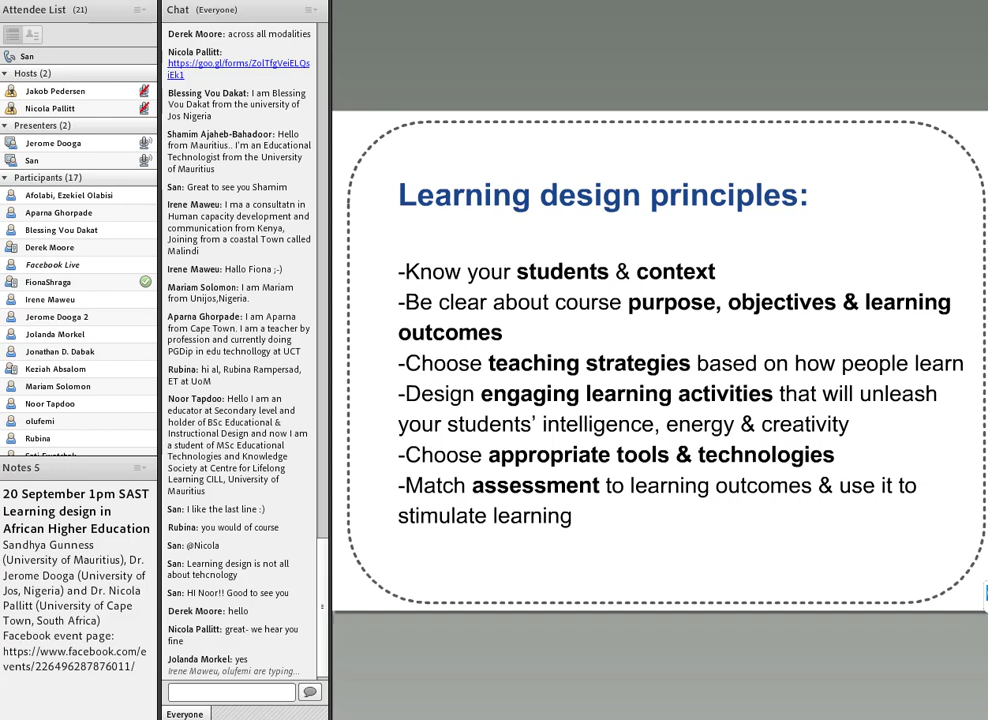 Attendee List (21)
San
Hosts (2)
Jakob Pedersen
Nicola Pallitt
Presenters (2)
Jerome Dooga
San
Participants (17)
Afolabi, Ezekiel Olabisi
Aparna Ghorpade
Blessing Vou Dakat
Derek Moore
Facebook Live
FionaShraga
Irene Maweu
Jerome Dooga 2
Jolanda Morkel
Jonathan D. Dabak
Keziah Absalom
Mariam Solomon
Noor Tapdoo
olufemi
Rubina
Notes 5
20 September 1pm SAST
Learning design in
African Higher Education
Sandhya Gunness
(University of Mauritius), Dr.
Jerome Dooga (University of
Jos, Nigeria) and Dr. Nicola
Pallitt (University of Cape
Town, South Africa)
Facebook event page:
https://www.facebook.com/e
vents/226496287876011/
Chat (Everyone)
Derek Moore: across all modalities
Nicola Pallitt:
https://goo.gl/forms/ZolTfgVeiELQs
iEk1
Blessing Vou Dakat: I am Blessing
Vou Dakat from the university of
Jos Nigeria
Shamim Ajaheb-Bahadoor: Hello
from Mauritius.. I'm an Educational
Technologist from the University
of Mauritius
San: Great to see you Shamim
Irene Maweu: I ma a consultatn in
Human capacity development and
communication from Kenya,
Joining from a coastal Town called
Malindi
Irene Maweu: Hallo Fiona ;-)
Mariam Solomon: I am Mariam
from Unijos,Nigeria.
Aparna Ghorpade: I am Aparna
from Cape Town. I am a teacher by
profession and currently doing
PGDip in edu technollogy at UCT
Rubina: hi al, Rubina Rampersad,
ET at UoM
Noor Tapdoo: Hello I am an
educator at Secondary level and
holder of BSc Educational &
Instructional Design and now I am
a student of MSc Educational
Technologies and Knowledge
Society at Centre for Lifelong
Learning CILL, University of
Mauritius
San: I like the last line :)
Rubina: you would of course
San: @Nicola
San: Learning design is not all
about tehcnology
San: HI Noor!! Good to see you
Derek Moore: hello
Nicola Pallitt: great- we hear you
fine
Jolanda Morkel: yes
Irene Maweu, olufemi are typing...
Everyone
Learning design principles:
-Know your students & context
-Be clear about course purpose, objectives & learning
outcomes
-Choose teaching strategies based on how people learn
-Design engaging learning activities that will unleash
your students' intelligence, energy & creativity
-Choose appropriate tools & technologies
-Match assessment to learning outcomes & use it to
stimulate learning